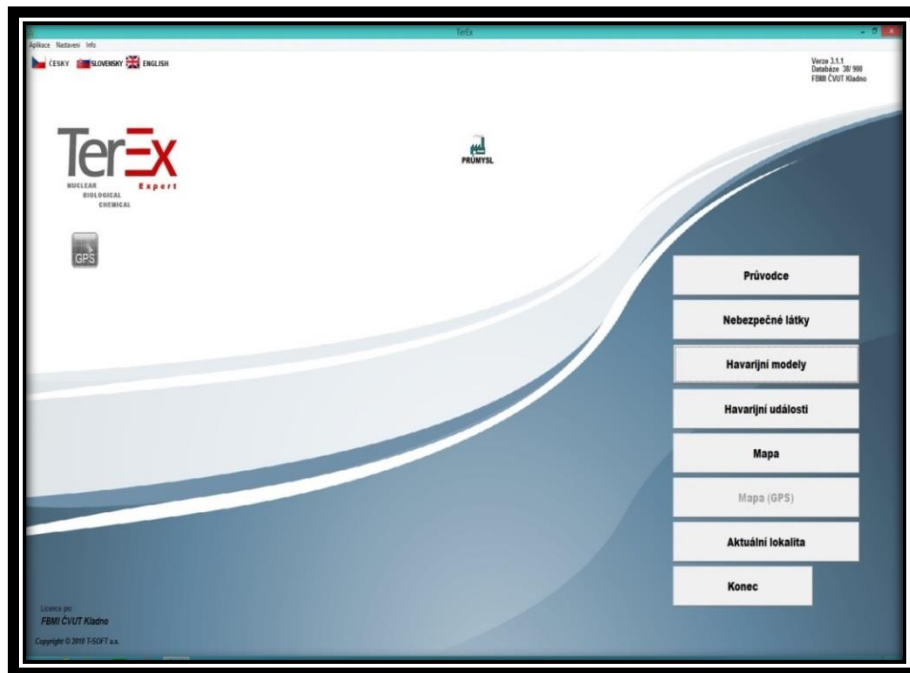 TerEx
Aplikace Nastavení Info
ČESKY SLOVENSKY ENGLISH
Verze 3.1.1
Databáze 38/ 980
FBMI ČVUT Kladno
TerEx
Expert
NUCLEAR
BIOLOGICAL
CHEMICAL
PRŮMYSL
GPS
Průvodce
Nebezpečné látky
Havarijní modely
Havarijní události
Mapa
Mapa (GPS)
Aktuální lokalita
Konec
Licence pro
FBMI ČVUT Kladno
Copyright © 2010 T-SOFT a.s.